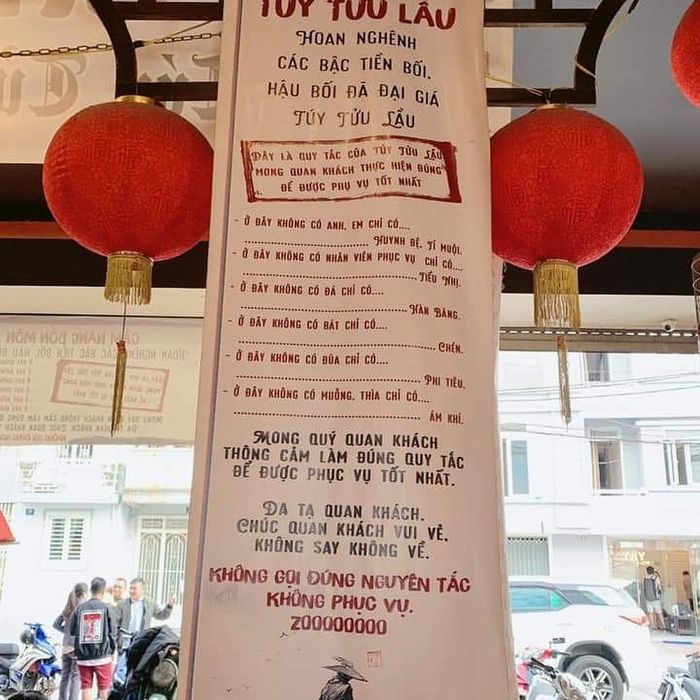 TÚY TỬU LẦU
HOAN NGHÊNH
CÁC BẬC TIỀN BỐI,
HẬU BỐI ĐÃ ĐẠI GIÁ
TÚY TỬU LẦU
ĐÂY LÀ QUY TẮC CỦA TÚY TỬU LẦU
MONG QUAN KHÁCH THỰC HIỆN ĐÚNG
ĐỂ ĐƯỢC PHỤ VỤ TỐT NHẤT
- Ở ĐÂY KHÔNG CÓ ANH, EM CHỈ CÓ....
HUYNH ĐỆ, TỈ MUỘI.
- Ở ĐÂY KHÔNG CÓ NHÂN VIÊN PHỤC VỤ CHỈ CÓ....
TIỂU NHỊ.
- Ở ĐÂY KHÔNG CÓ ĐÁ CHỈ CÓ....
HÀN BĂNG.
- Ở ĐÂY KHÔNG CÓ BÁT CHỈ CÓ....
CHÉN.
- Ở ĐÂY KHÔNG CÓ ĐŨA CHỈ CÓ....
PHI TIÊU.
- Ở ĐÂY KHÔNG CÓ MUỖNG, THÌA CHỈ CÓ....
ÁM KHÍ.
MONG QUÝ QUAN KHÁCH
THÔNG CẢM LÀM ĐÚNG QUY TẮC
ĐỂ ĐƯỢC PHỤC VỤ TỐT NHẤT.
ĐA TẠ QUAN KHÁCH.
CHÚC QUAN KHÁCH VUI VẺ,
KHÔNG SAY KHÔNG VỀ.
KHÔNG GỌI ĐÚNG NGUYÊN TẮC
KHÔNG PHỤC VỤ.
ZOOOOOOOO